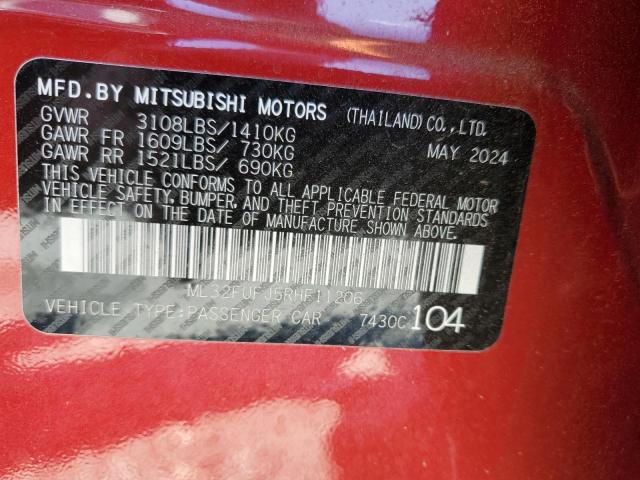 MFD.BY MITSUBISHI MOTORS (THAILAND) CO.,LTD.
GVWR 3108LBS/1410KG
GAWR FR 1609LBS/ 730KG MAY 2024
GAWR RR 1521LBS/ 690KG
THIS VEHICLE CONFORMS TO ALL APPLICABLE FEDERAL MOTOR
VEHICLE SAFETY, BUMPER, AND THEFT PREVENTION STANDARDS
IN EFFECT ON THE DATE OF MANUFACTURE SHOWN ABOVE.
VEHICLE TYPE:PASSENGER CAR 7430C 104